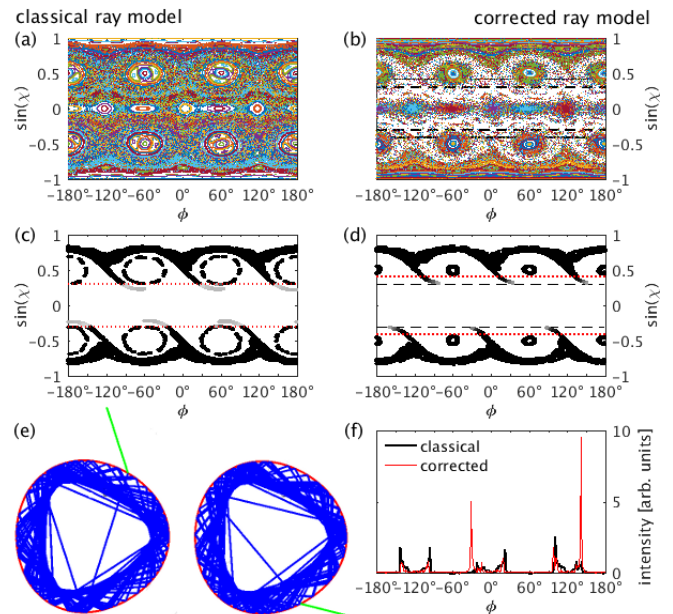 classical ray model corrected ray model
(a) (b)
1 1
0.5 0.5
0 0
-0.5 -0.5
-1 -1
sin(χ) sin(χ)
-180° -120° -60° 0° 60° 120° 180° -180° -120° -60° 0° 60° 120° 180°
ϕ ϕ
(c) (d)
1 1
0.5 0.5
0 0
-0.5 -0.5
-1 -1
sin(χ) sin(χ)
-180° -120° -60° 0° 60° 120° 180° -180° -120° -60° 0° 60° 120° 180°
ϕ ϕ
(e) (f)
classical
corrected
10
5
0
intensity [arb. units]
-180° -120° -60° 0° 60° 120° 180°
ϕ